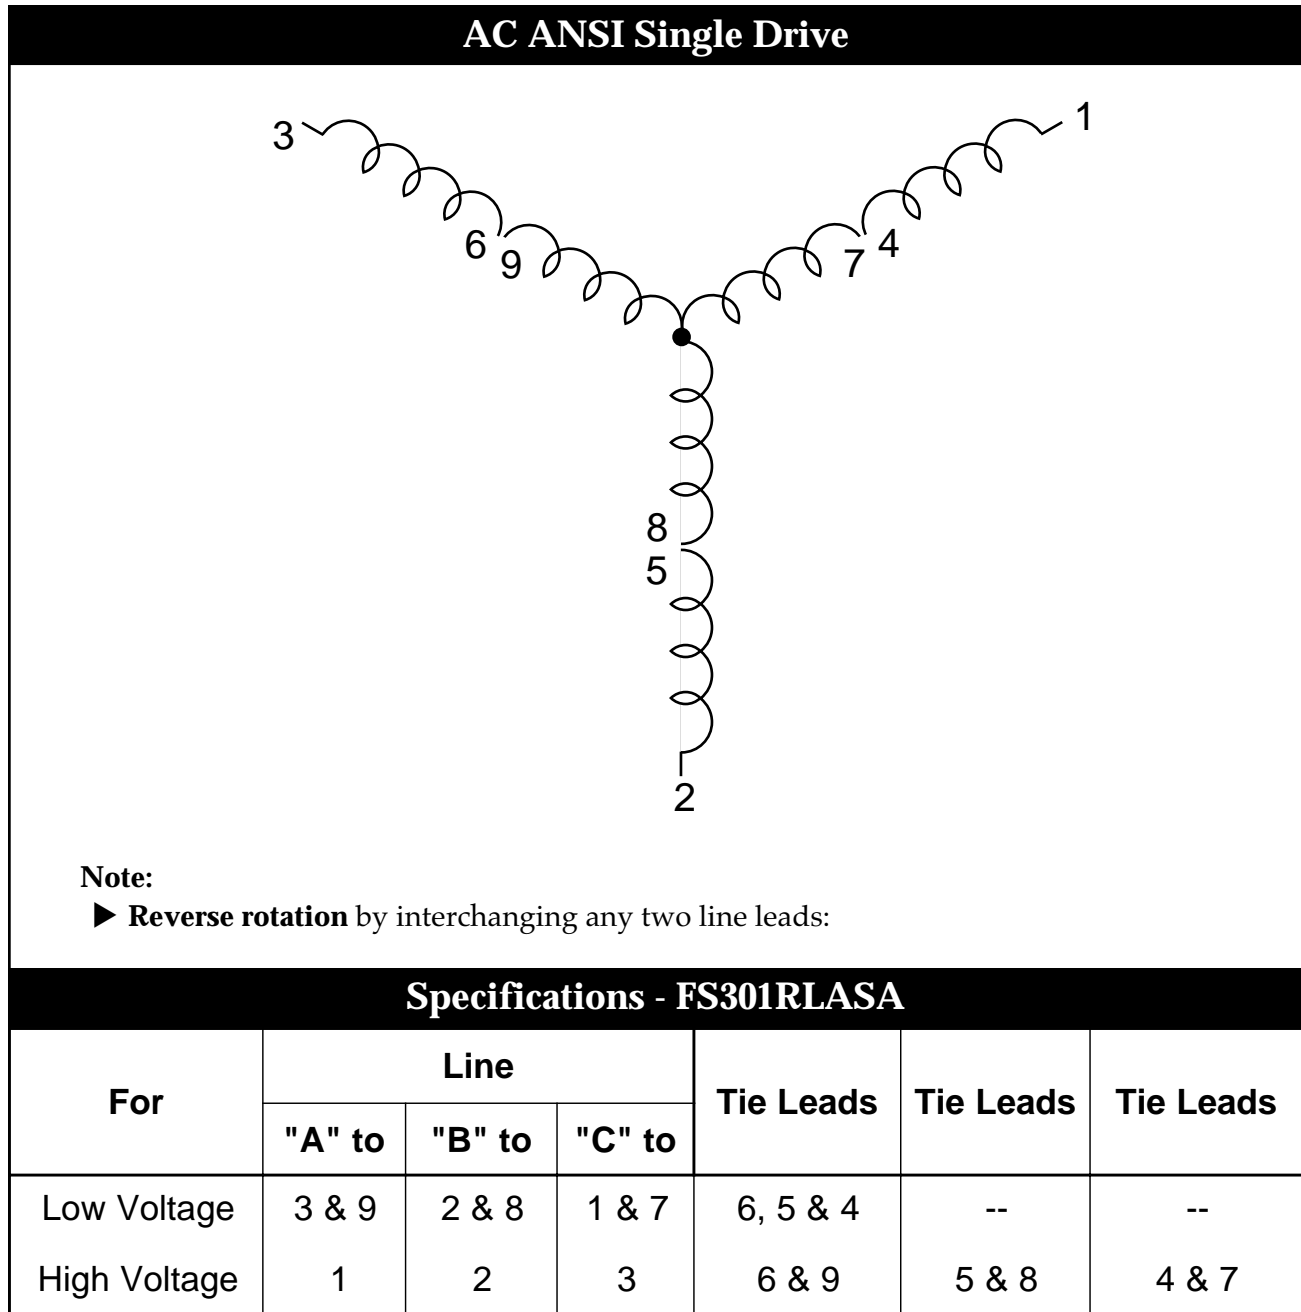 AC ANSI Single Drive
1
3
6
9
7
4
8
5
2
Note:
▶ Reverse rotation by interchanging any two line leads:
Specifications - FS301RLASA
For
Line
Tie Leads
Tie Leads
Tie Leads
"A" to
"B" to
"C" to
Low Voltage 3 & 9 2 & 8 1 & 7 6, 5 & 4 -- --
High Voltage 1 2 3 6 & 9 5 & 8 4 & 7